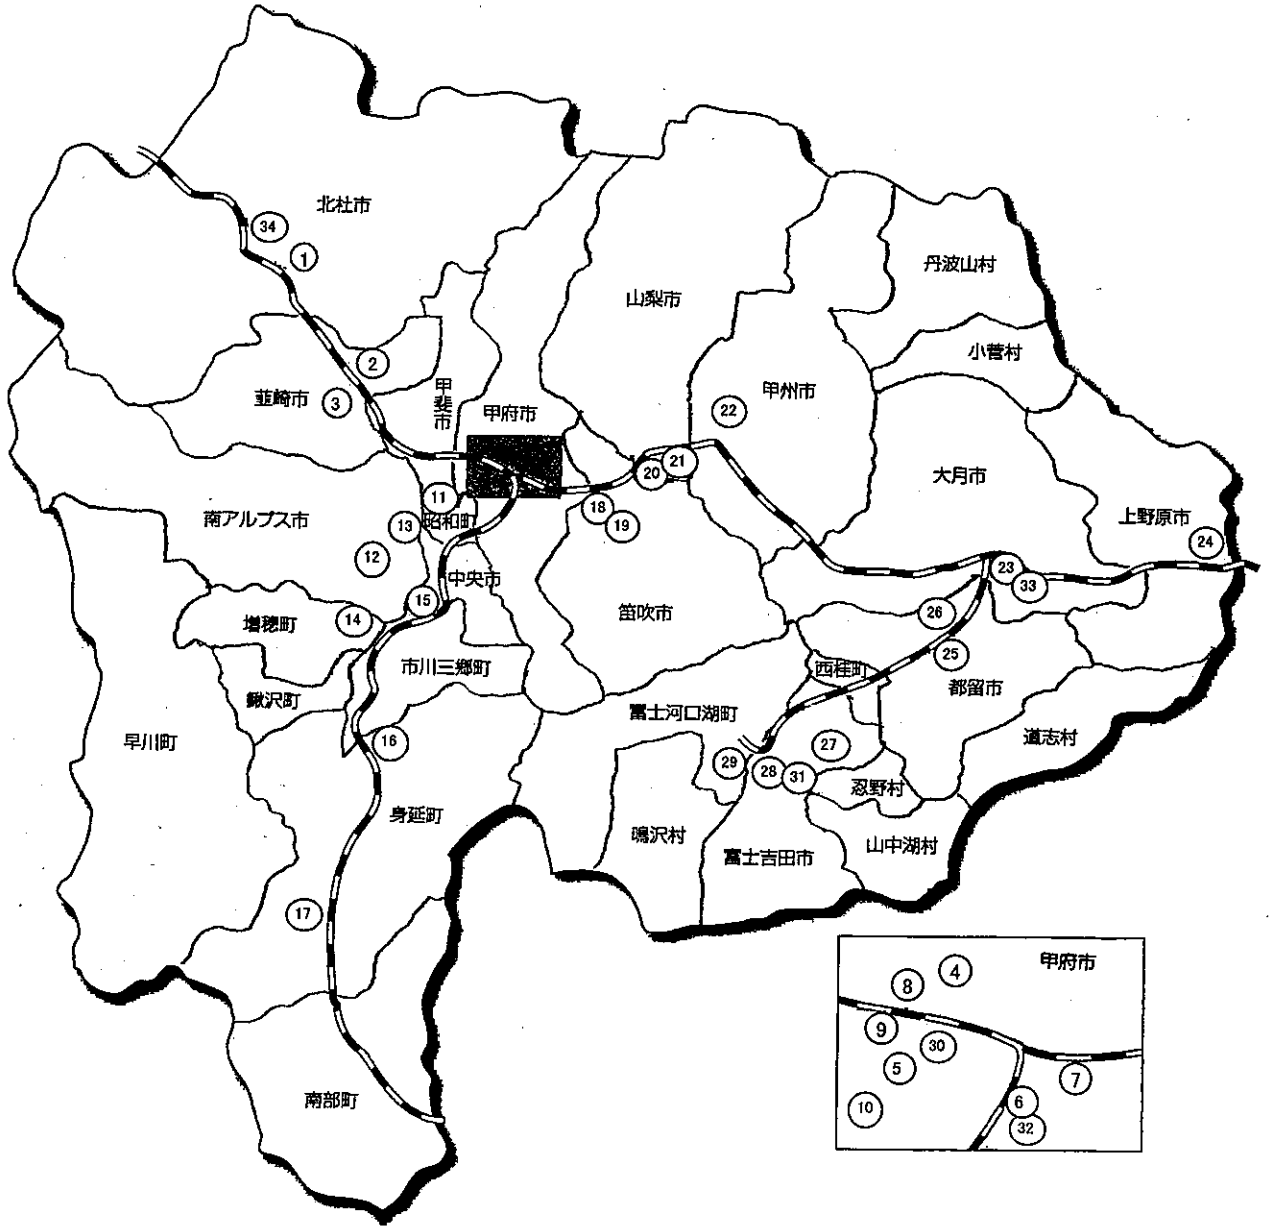 北杜市
34
1
丹波山村
山梨市
小菅村
2
甲州市
韮崎市
3
甲斐市
甲府市
22
21
20
大月市
11
18
19
南アルプス市
13
昭和町
上野原市
24
12
中央市
23
33
15
増穂町
14
笛吹市
26
25
市川三郷町
西桂町
都留市
鰍沢町
富士河口湖町
早川町
16
道志村
27
29
28
31
忍野村
身延町
鳴沢村
富士吉田市
山中湖村
17
南部町
甲府市
4
8
9
30
5
7
10
6
32